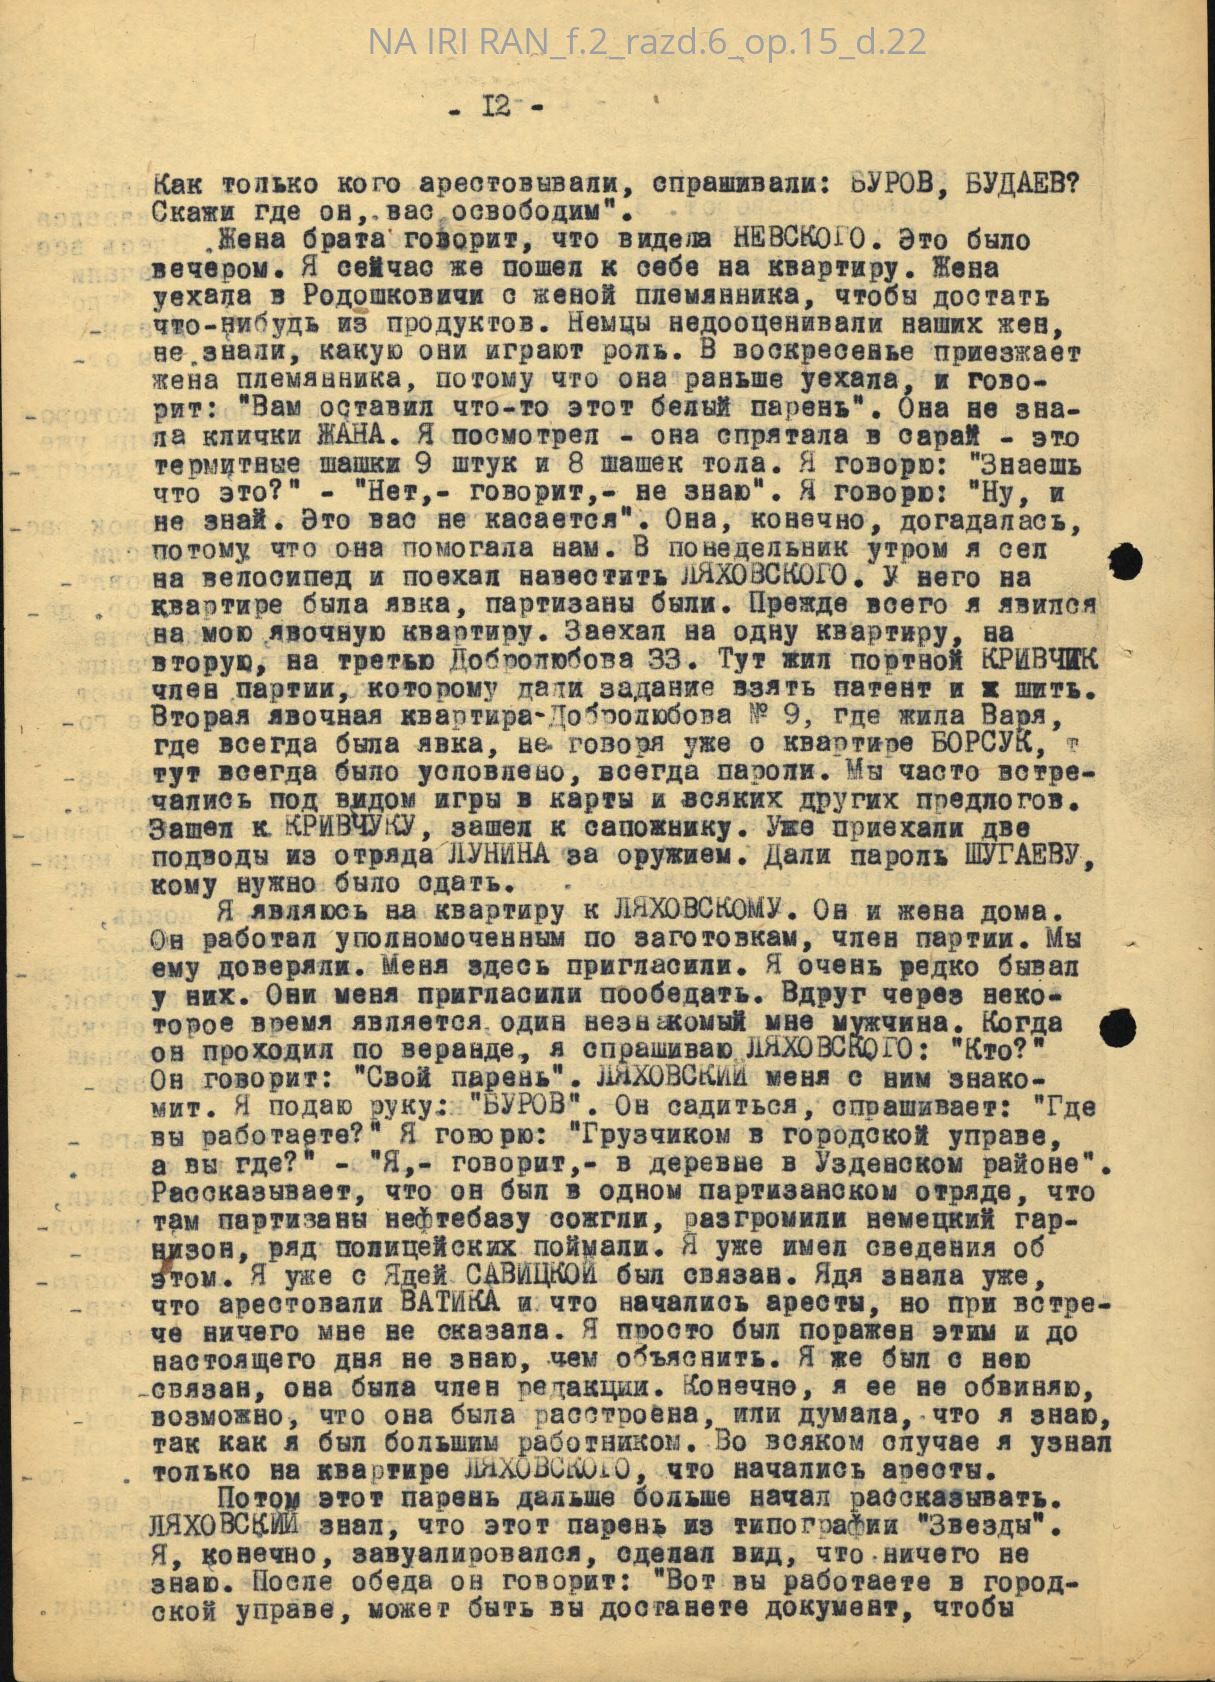 NA IRI RAN_f.2_razd.6_op.15_d.22
- 12 -
Как только кого арестовывали, спрашивали: БУРОВ, БУДАЕВ?
Скажи где он, вас освободим".
Жена брата говорит, что видела НЕВСКОГО. Это было
вечером. Я сейчас же пошел к себе на квартиру. Жена
уехала в Родошковичи с женой племянника, чтобы достать
что-нибудь из продуктов. Немцы недооценивали наших жен,
не знали, какую они играют роль. В воскресенье приезжает
жена племянника, потому что она раньше уехала, и гово-
рит: "Вам оставил что-то этот белый парень". Она не зна-
ла клички ЖАНА. Я посмотрел - она спрятала в сарай - это
термитные шашки 9 штук и 8 шашек тола. Я говорю: "Знаешь
что это?" - "Нет,- говорит,- не знаю". Я говорю: "Ну, и
не знай. Это вас не касается". Она, конечно, догадалась,
потому что она помогала нам. В понедельник утром я сел
на велосипед и поехал навестить ЛЯХОВСКОГО. У него на
квартире была явка, партизаны были. Прежде всего я явился
на мою явочную квартиру. Заехал на одну квартиру, на
вторую, на третью Добролюбова 33. Тут жил портной КРИВЧИК
член партии, которому дали задание взять патент и ж шить.
Вторая явочная квартира-Добролюбова № 9, где жила Варя,
где всегда была явка, не говоря уже о квартире БОРСУК, т
тут всегда было условлено, всегда пароли. Мы часто встре-
чались под видом игры в карты и всяких других предлогов.
Зашел к КРИВЧУКУ, зашел к сапожнику. Уже приехали две
подводы из отряда ЛУНИНА за оружием. Дали пароль ШУГАЕВУ,
кому нужно было сдать.
Я являюсь на квартиру к ЛЯХОВСКОМУ. Он и жена дома.
Он работал уполномоченным по заготовкам, член партии. Мы
ему доверяли. Меня здесь пригласили. Я очень редко бывал
у них. Они меня пригласили пообедать. Вдруг через неко-
торое время является один незнакомый мне мужчина. Когда
он проходил по веранде, я спрашиваю ЛЯХОВСКОГО: "Кто?"
Он говорит: "Свой парень". ЛЯХОВСКИЙ меня с ним знако-
мит. Я подаю руку: "БУРОВ". Он садиться, спрашивает: "Где
вы работаете?" Я говорю: "Грузчиком в городской управе,
а вы где?" - "Я,- говорит,- в деревне в Узденском районе".
Рассказывает, что он был в одном партизанском отряде, что
там партизаны нефтебазу сожгли, разгромили немецкий гар-
низон, ряд полицейских поймали. Я уже имел сведения об
этом. Я уже с Ядей САВИЦКОЙ был связан. Ядя знала уже,
что арестовали ВАТИКА и что начались аресты, но при встре-
че ничего мне не сказала. Я просто был поражен этим и до
настоящего дня не знаю, чем объяснить. Я же был с нею
связан, она была член редакции. Конечно, я ее не обвиняю,
возможно, что она была расстроена, или думала, что я знаю,
так как я был большим работником. Во всяком случае я узнал
только на квартире ЛЯХОВСКОГО, что начались аресты.
Потом этот парень дальше больше начал рассказывать.
ЛЯХОВСКИЙ знал, что этот парень из типографии "Звезды".
Я, конечно, завуалировался, сделал вид, что ничего не
знаю. После обеда он говорит: "Вот вы работаете в город-
ской управе, может быть вы достанете документ, чтобы